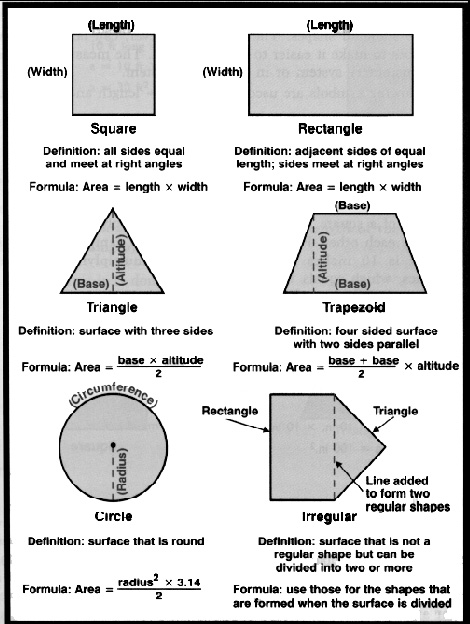 (Length)
(Width)
Square
Definition: all sides equal
and meet at right angles
Formula: Area = length × width
(Length)
(Width)
Rectangle
Definition: adjacent sides of equal
length; sides meet at right angles
Formula: Area = length × width
(Altitude)
(Base)
Triangle
Definition: surface with three sides
Formula: Area = base × altitude / 2
(Base)
(Altitude)
(Base)
Trapezoid
Definition: four sided surface
with two sides parallel
Formula: Area = base + base / 2 × altitude
(Circumference)
(Radius)
Circle
Definition: surface that is round
Formula: Area = radius² × 3.14 / 2
Rectangle
Triangle
Line added
to form two
regular shapes
Irregular
Definition: surface that is not a
regular shape but can be
divided into two or more
Formula: use those for the shapes
that are formed when the surface is divided